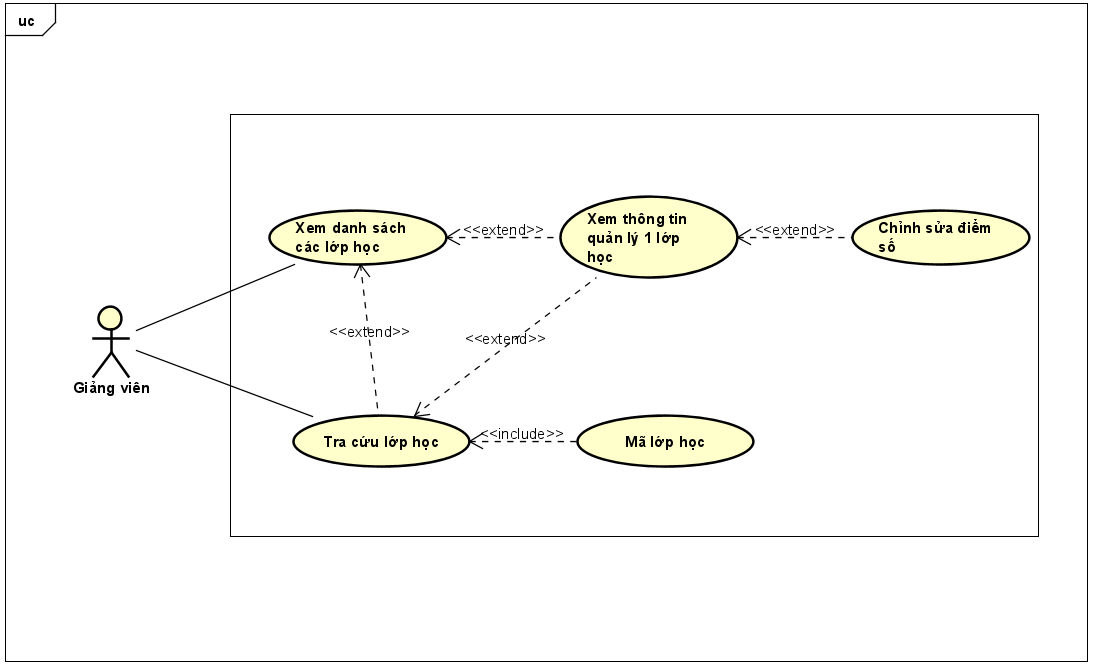 uc
Xem danh sách
các lớp học
<<extend>>
Xem thông tin
quản lý 1 lớp
học
<<extend>>
Chỉnh sửa điểm
số
<<extend>>
<<extend>>
Giảng viên
Tra cứu lớp học
<<include>>
Mã lớp học